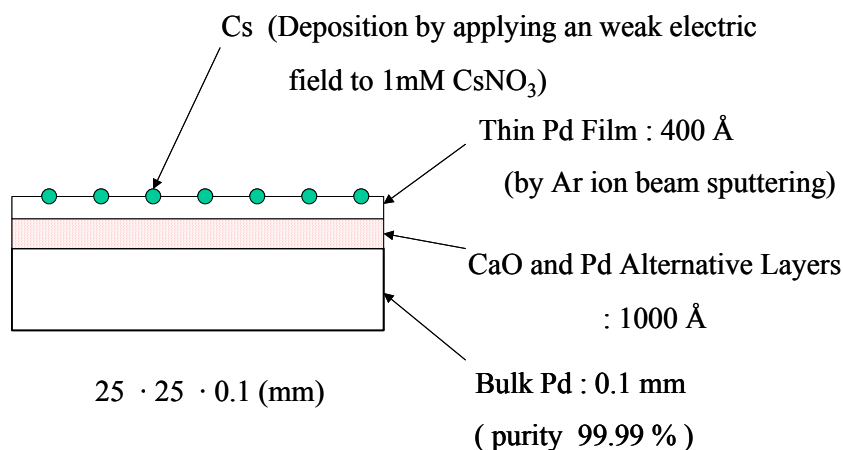 Cs (Deposition by applying an weak electric
field to 1mM CsNO₃)
Thin Pd Film : 400 Å
(by Ar ion beam sputtering)
CaO and Pd Alternative Layers
: 1000 Å
Bulk Pd : 0.1 mm
( purity 99.99 % )
25 · 25 · 0.1 (mm)